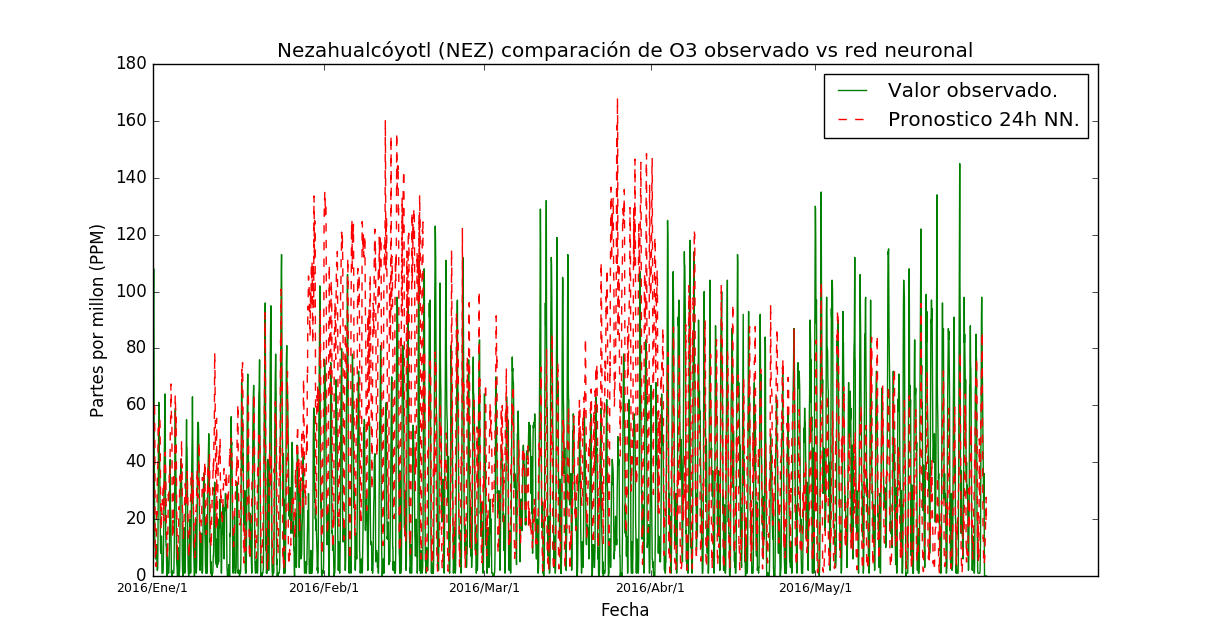 Nezahualcóyotl (NEZ) comparación de O3 observado vs red neuronal
180
160
140
120
100
80
60
40
20
0
Partes por millon (PPM)
Valor observado.
Pronostico 24h NN.
2016/Ene/1
2016/Feb/1
2016/Mar/1
2016/Abr/1
2016/May/1
Fecha